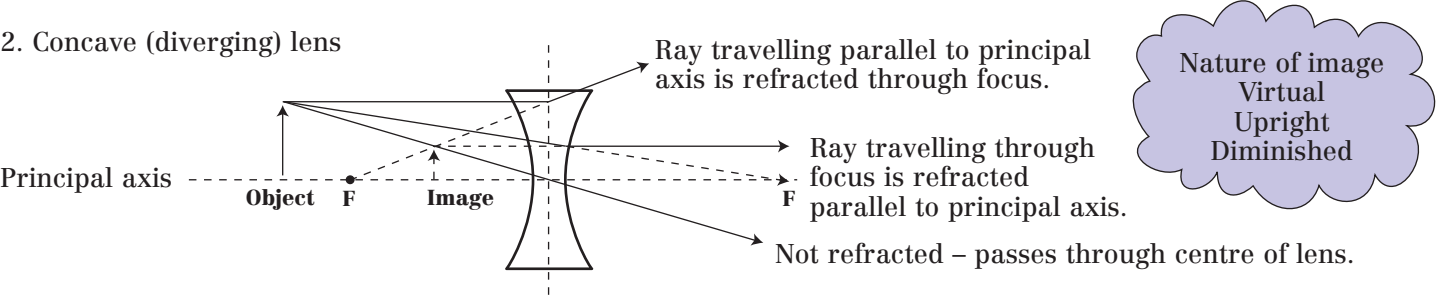 2. Concave (diverging) lens
Ray travelling parallel to principal
axis is refracted through focus.
Nature of image
Virtual
Upright
Diminished
Principal axis
Object
F
Image
F
Ray travelling through
focus is refracted
parallel to principal axis.
Not refracted – passes through centre of lens.